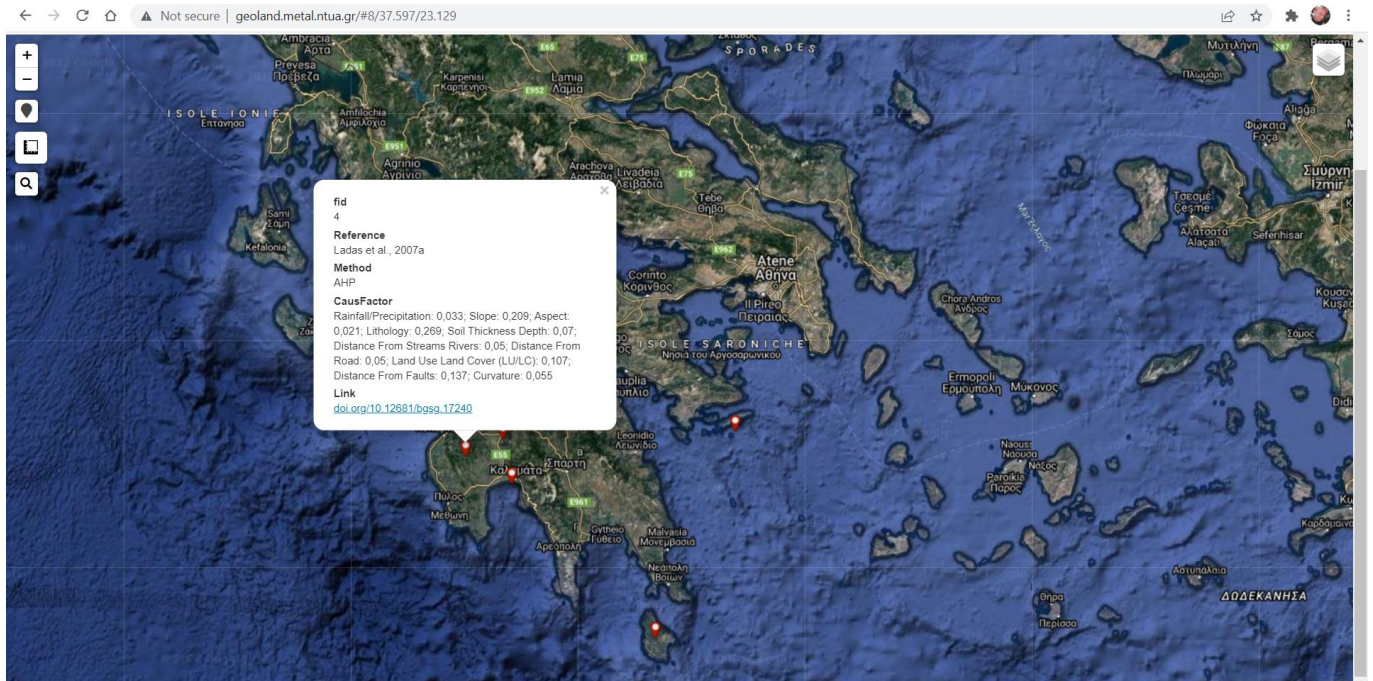 Not secure | geoland.metal.ntua.gr/#8/37.597/23.129
Ambracia
Άρτα
E65
E75
SPORADES
Μυτιλήνη
E87
Prevesa
Πρέβεζα
Karpenisi
Καρπενήσι
Lamia
Λαμία
E952
Πλωμάρι
ISOLE IONIE
Επτάνησα
Amfilochia
Αμφιλοχία
Aliağa
Φώκαια
Foça
E951
Agrinio
Αγρίνιο
Arachova
Αράχοβα
Livadeia
Λειβαδιά
E75
Σμύρνη
Izmir
Tebe
Θήβα
Τσεσμέ
Çeşme
Sami
Σάμη
Kefalonia
E962
Αλάτσατα
Alaçatı
Seferihisar
Atene
Αθήνα
Corinto
Κόρινθος
Il Pireo
Πειραιάς
Chora Andros
Άνδρος
ISOLE SARONICHE
Νησιά του Αργοσαρωνικού
Σάμος
fid
4
Reference
Ladas et al., 2007a
Method
AHP
CausFactor
Rainfall/Precipitation: 0,033; Slope: 0,209; Aspect:
0,021; Lithology: 0,269; Soil Thickness Depth: 0,07;
Distance From Streams Rivers: 0,05; Distance From
Road: 0,05; Land Use Land Cover (LU/LC): 0,107;
Distance From Faults: 0,137; Curvature: 0,055
Link
doi.org/10.12681/bgsg.17240
Ermopoli
Ερμούπολη
Μύκονος
Leonidio
Λεωνίδιο
Naousa
Νάουσα
Νάξος
Paroikia
Πάρος
E55
Καλαμάτα
Σπάρτη
Πύλος
Μεθώνη
E961
Gytheio
Γύθειο
Malvasia
Μονεμβασιά
Αρεόπολη
Νεάπολη
Βοιών
Αστυπάλαια
Θήρα
Περίσσα
ΔΩΔΕΚΑΝΗΣΑ